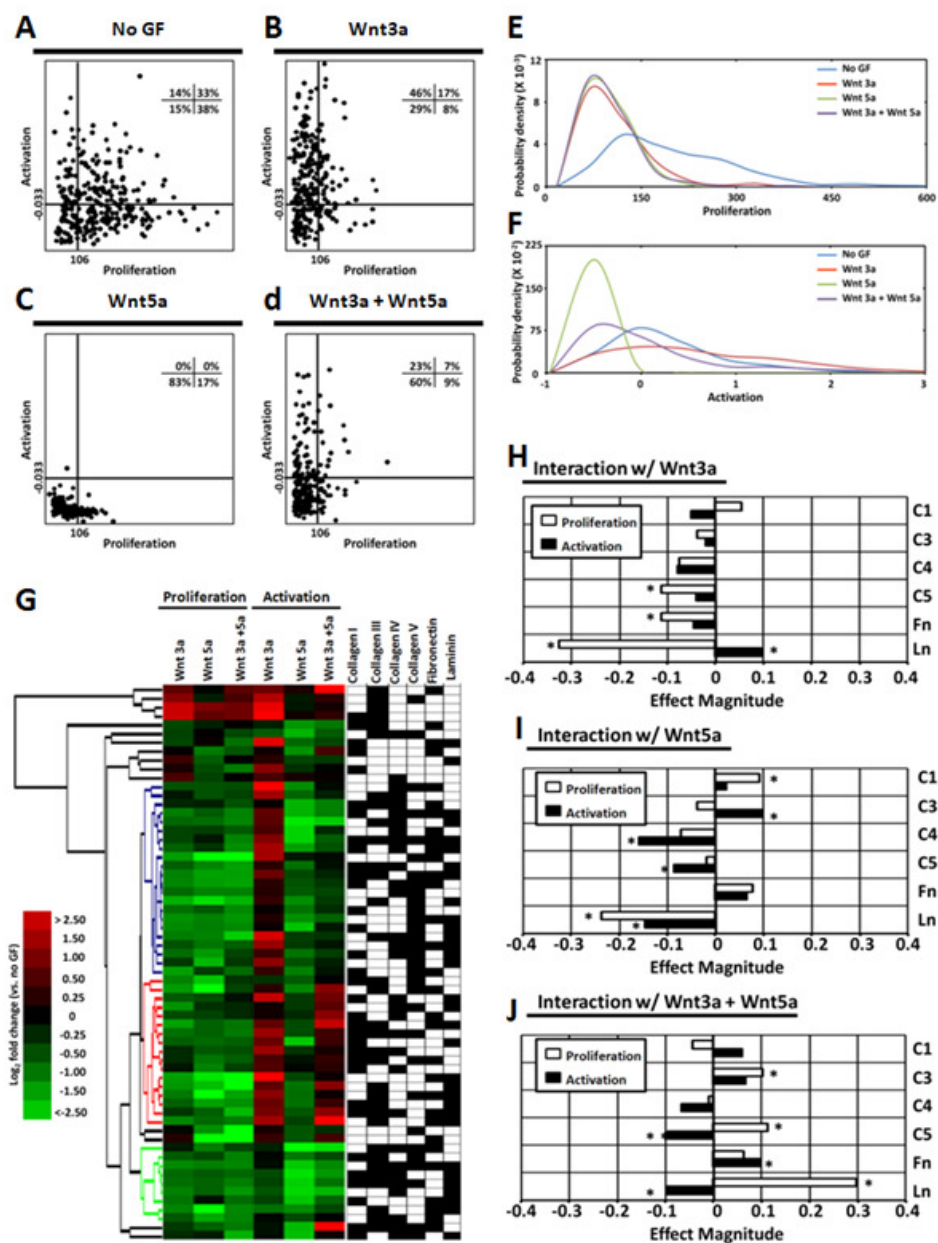 A
No GF
14% 33%
15% 38%
Activation
-0.033
106
Proliferation
B
Wnt3a
46% 17%
29% 8%
Activation
-0.033
106
Proliferation
C
Wnt5a
0% 0%
83% 17%
Activation
-0.033
106
Proliferation
d
Wnt3a + Wnt5a
23% 7%
60% 9%
Activation
-0.033
106
Proliferation
E
Probability density (X 10⁻³)
12
8
4
0
0 150 300 450 600
Proliferation
No GF
Wnt 3a
Wnt 5a
Wnt 3a + Wnt 5a
F
Probability density (X 10⁻²)
225
150
75
0
-1 0 1 2 3
Activation
No GF
Wnt 3a
Wnt 5a
Wnt 3a + Wnt 5a
G
Proliferation Activation
Wnt 3a
Wnt 5a
Wnt 3a +5a
Wnt 3a
Wnt 5a
Wnt 3a +5a
Collagen I
Collagen III
Collagen IV
Collagen V
Fibronectin
Laminin
Log₂ fold change (vs. no GF)
> 2.50
1.50
0.50
0.25
0
-0.25
-0.50
-1.50
<-2.50
H
Interaction w/ Wnt3a
Proliferation
Activation
C1
C3
C4
* C5
* Fn
* * Ln
-0.4 -0.3 -0.2 -0.1 0 0.1 0.2 0.3 0.4
Effect Magnitude
I
Interaction w/ Wnt5a
Proliferation
Activation
* C1
* C3
* C4
* C5
Fn
* * Ln
-0.4 -0.3 -0.2 -0.1 0 0.1 0.2 0.3 0.4
Effect Magnitude
J
Interaction w/ Wnt3a + Wnt5a
Proliferation
Activation
C1
* C3
C4
* * * C5
* Fn
* * Ln
-0.4 -0.3 -0.2 -0.1 0 0.1 0.2 0.3 0.4
Effect Magnitude